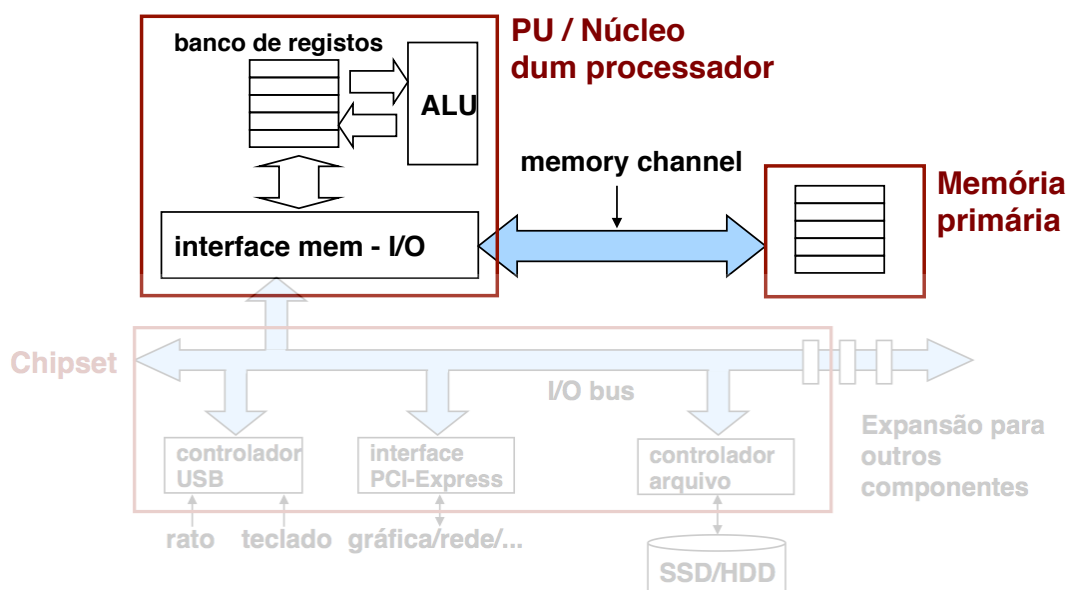 banco de registos
ALU
PU / Núcleo
dum processador
memory channel
Memória
primária
interface mem - I/O
Chipset
I/O bus
controlador
USB
interface
PCI-Express
controlador
arquivo
Expansão para
outros
componentes
rato
teclado
gráfica/rede/...
SSD/HDD